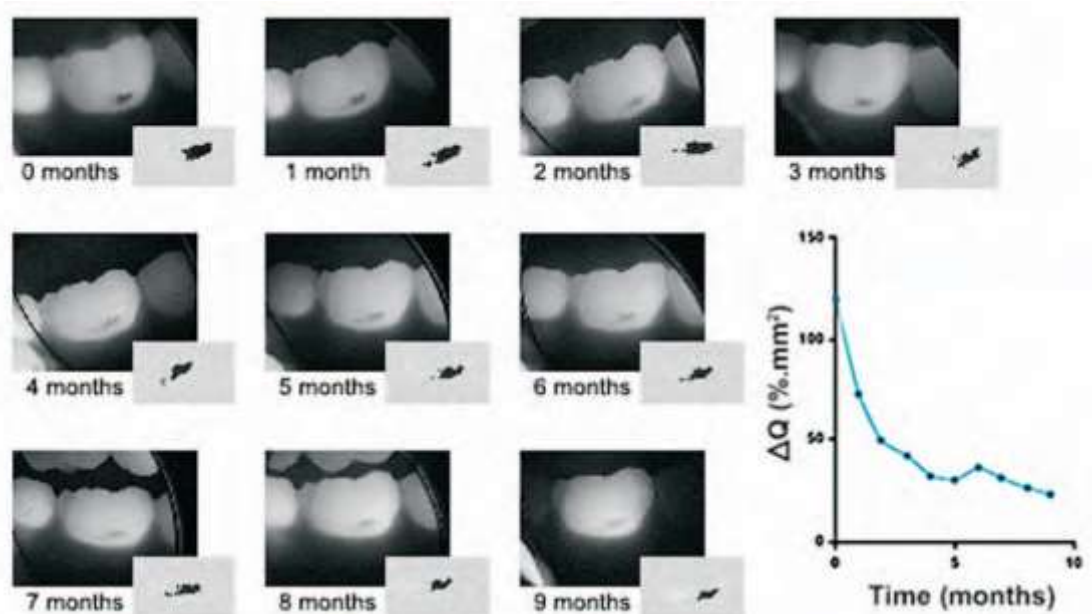 0 months
1 month
2 months
3 months
4 months
5 months
6 months
7 months
8 months
9 months
150
100
50
0
ΔQ (%.mm²)
0
5
10
Time (months)